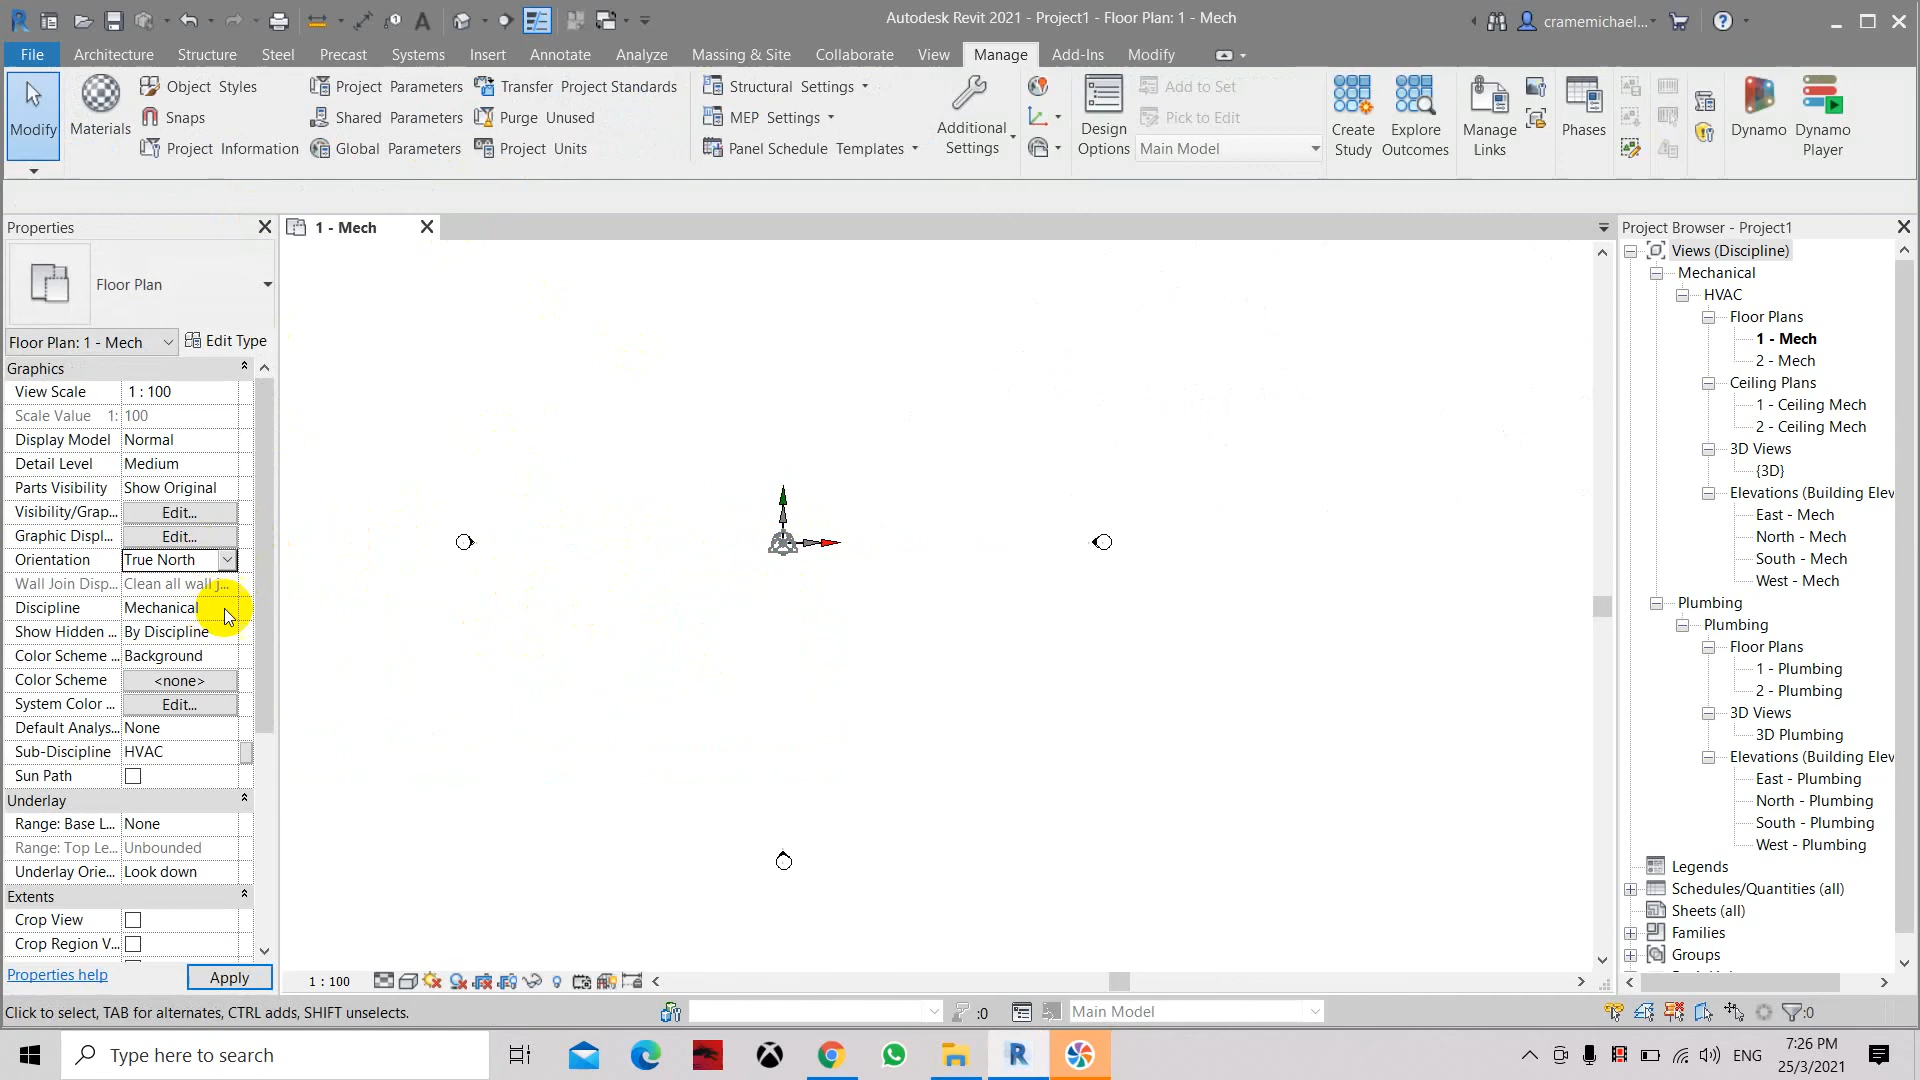 Autodesk Revit 2021 - Project1 - Floor Plan: 1 - Mech
cramemichael...
File Architecture Structure Steel Precast Systems Insert Annotate Analyze Massing & Site Collaborate View Manage Add-Ins Modify
Modify
Materials
Object Styles
Snaps
Project Information
Project Parameters
Shared Parameters
Global Parameters
Transfer Project Standards
Purge Unused
Project Units
Structural Settings
MEP Settings
Panel Schedule Templates
Additional
Settings
Design
Options
Add to Set
Pick to Edit
Main Model
Create
Study
Explore
Outcomes
Manage
Links
Phases
Dynamo
Dynamo
Player
Properties
Floor Plan
Floor Plan: 1 - Mech
Edit Type
Graphics
View Scale 1 : 100
Scale Value 1: 100
Display Model Normal
Detail Level Medium
Parts Visibility Show Original
Visibility/Grap... Edit...
Graphic Displ... Edit...
Orientation True North
Wall Join Disp... Clean all wall j...
Discipline Mechanical
Show Hidden ... By Discipline
Color Scheme ... Background
Color Scheme <none>
System Color ... Edit...
Default Analys... None
Sub-Discipline HVAC
Sun Path
Underlay
Range: Base L... None
Range: Top Le... Unbounded
Underlay Orie... Look down
Extents
Crop View
Crop Region V...
Properties help
Apply
1 - Mech
1 : 100
Project Browser - Project1
Views (Discipline)
Mechanical
HVAC
Floor Plans
1 - Mech
2 - Mech
Ceiling Plans
1 - Ceiling Mech
2 - Ceiling Mech
3D Views
{3D}
Elevations (Building Elev
East - Mech
North - Mech
South - Mech
West - Mech
Plumbing
Plumbing
Floor Plans
1 - Plumbing
2 - Plumbing
3D Views
3D Plumbing
Elevations (Building Elev
East - Plumbing
North - Plumbing
South - Plumbing
West - Plumbing
Legends
Schedules/Quantities (all)
Sheets (all)
Families
Groups
Click to select, TAB for alternates, CTRL adds, SHIFT unselects.
:0
Main Model
:0
Type here to search
ENG
7:26 PM
25/3/2021